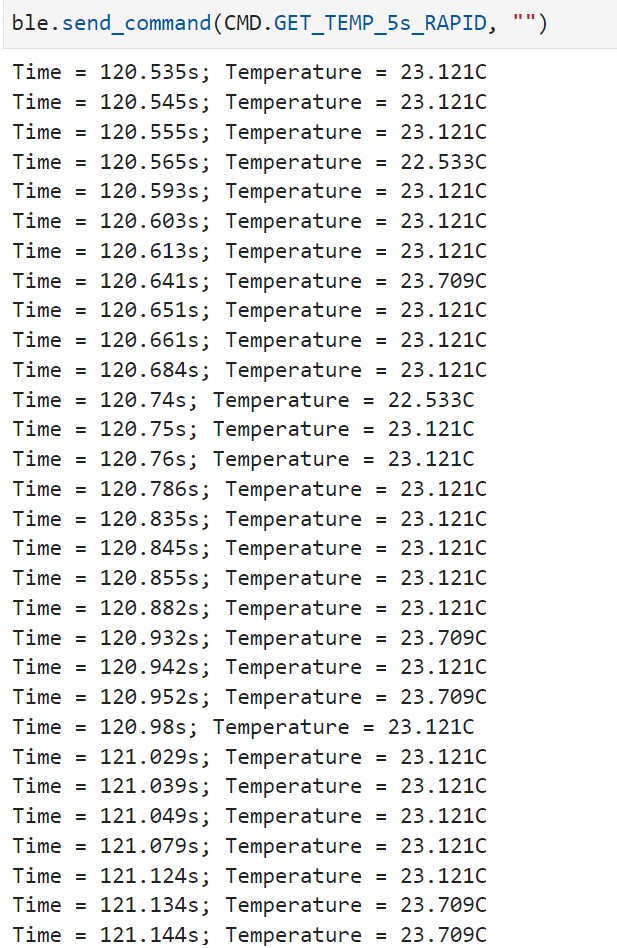 ble.send_command(CMD.GET_TEMP_5s_RAPID, "")
Time = 120.535s; Temperature = 23.121C
Time = 120.545s; Temperature = 23.121C
Time = 120.555s; Temperature = 23.121C
Time = 120.565s; Temperature = 22.533C
Time = 120.593s; Temperature = 23.121C
Time = 120.603s; Temperature = 23.121C
Time = 120.613s; Temperature = 23.121C
Time = 120.641s; Temperature = 23.709C
Time = 120.651s; Temperature = 23.121C
Time = 120.661s; Temperature = 23.121C
Time = 120.684s; Temperature = 23.121C
Time = 120.74s; Temperature = 22.533C
Time = 120.75s; Temperature = 23.121C
Time = 120.76s; Temperature = 23.121C
Time = 120.786s; Temperature = 23.121C
Time = 120.835s; Temperature = 23.121C
Time = 120.845s; Temperature = 23.121C
Time = 120.855s; Temperature = 23.121C
Time = 120.882s; Temperature = 23.121C
Time = 120.932s; Temperature = 23.709C
Time = 120.942s; Temperature = 23.121C
Time = 120.952s; Temperature = 23.709C
Time = 120.98s; Temperature = 23.121C
Time = 121.029s; Temperature = 23.121C
Time = 121.039s; Temperature = 23.121C
Time = 121.049s; Temperature = 23.121C
Time = 121.079s; Temperature = 23.121C
Time = 121.124s; Temperature = 23.121C
Time = 121.134s; Temperature = 23.709C
Time = 121.144s; Temperature = 23.709C